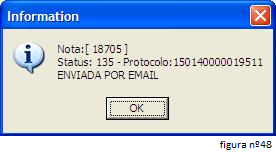 Information
Nota:[ 18705 ]
Status: 135 - Protocolo:150140000019511
ENVIADA POR EMAIL
OK
figura nº48